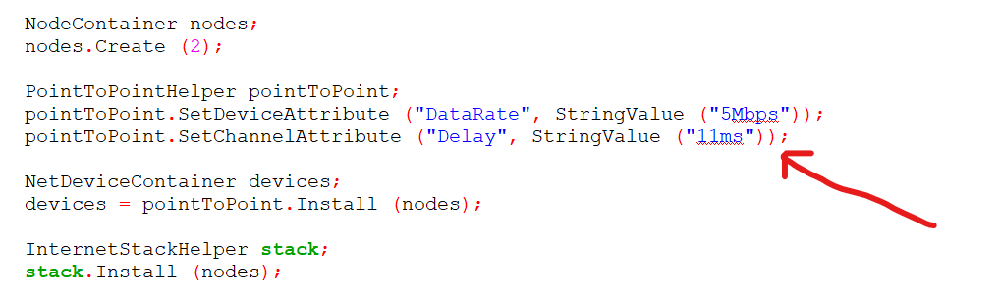 NodeContainer nodes;
nodes.Create (2);
PointToPointHelper pointToPoint;
pointToPoint.SetDeviceAttribute ("DataRate", StringValue ("5Mbps"));
pointToPoint.SetChannelAttribute ("Delay", StringValue ("11ms"));
NetDeviceContainer devices;
devices = pointToPoint.Install (nodes);
InternetStackHelper stack;
stack.Install (nodes);